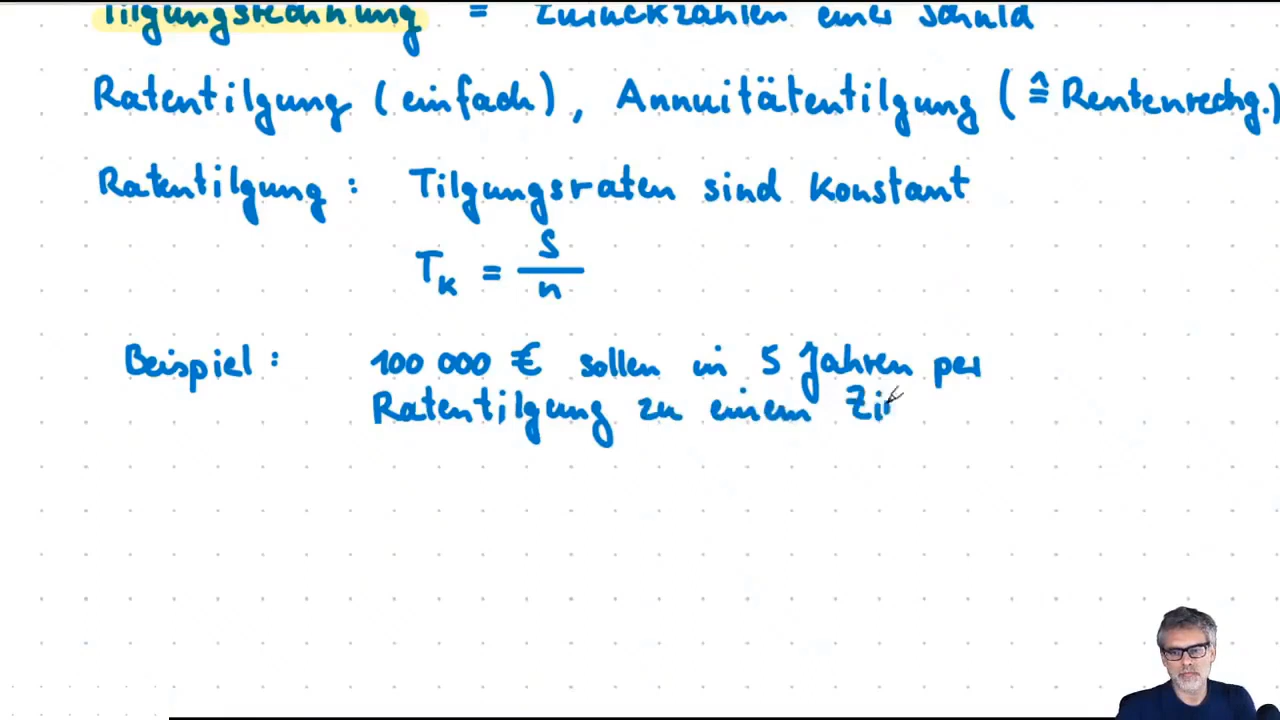 Tilgungsrechnung = Zurückzahlen einer Schuld
Ratentilgung (einfach), Annuitätentilgung (≙ Rentenrechg.)
Ratentilgung: Tilgungsraten sind konstant
T_k = S/n
Beispiel: 100 000 € sollen in 5 Jahren per
Ratentilgung zu einem Zi